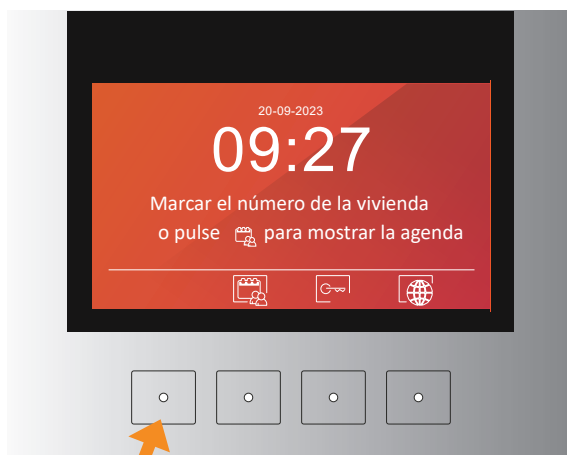 20-09-2023
09:27
Marcar el número de la vivienda
o pulse para mostrar la agenda